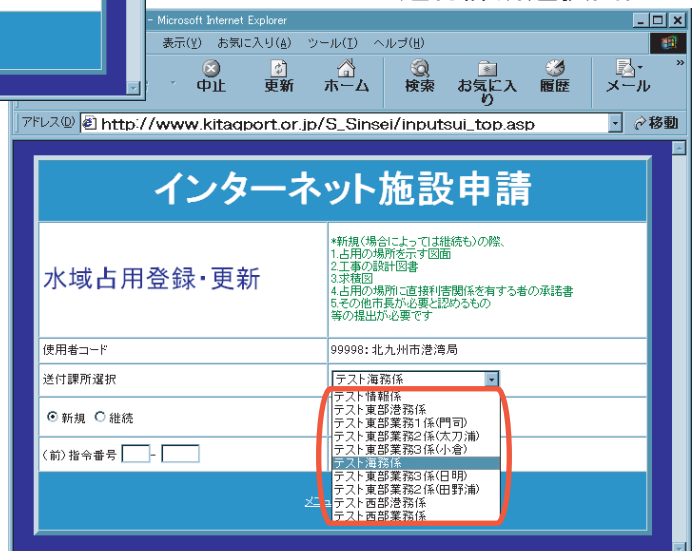 - Microsoft Internet Explorer
表示(V) お気に入り(A) ツール(T) ヘルプ(H)
中止 更新 ホーム 検索 お気に入り 履歴 メール
アドレス(D) http://www.kitaqport.or.jp/S_Sinsei/inputsui_top.asp 移動
インターネット施設申請
水域占用登録・更新
*新規(場合によっては継続も)の際、
1.占用の場所を示す図面
2.工事の設計図書
3.求積図
4.占用の場所に直接利害関係を有する者の承諾書
5.その他市長が必要と認めるもの
等の提出が必要です
使用者コード 99998:北九州市港湾局
送付課所選択 テスト海務係
テスト情報係
テスト東部港務係
テスト東部業務1係(門司)
テスト東部業務2係(太刀浦)
テスト東部業務3係(小倉)
テスト海務係
テスト東部業務3係(日明)
テスト東部業務2係(田野浦)
テスト西部港務係
テスト西部業務係
新規 継続
(前)指令番号 -
メニュ